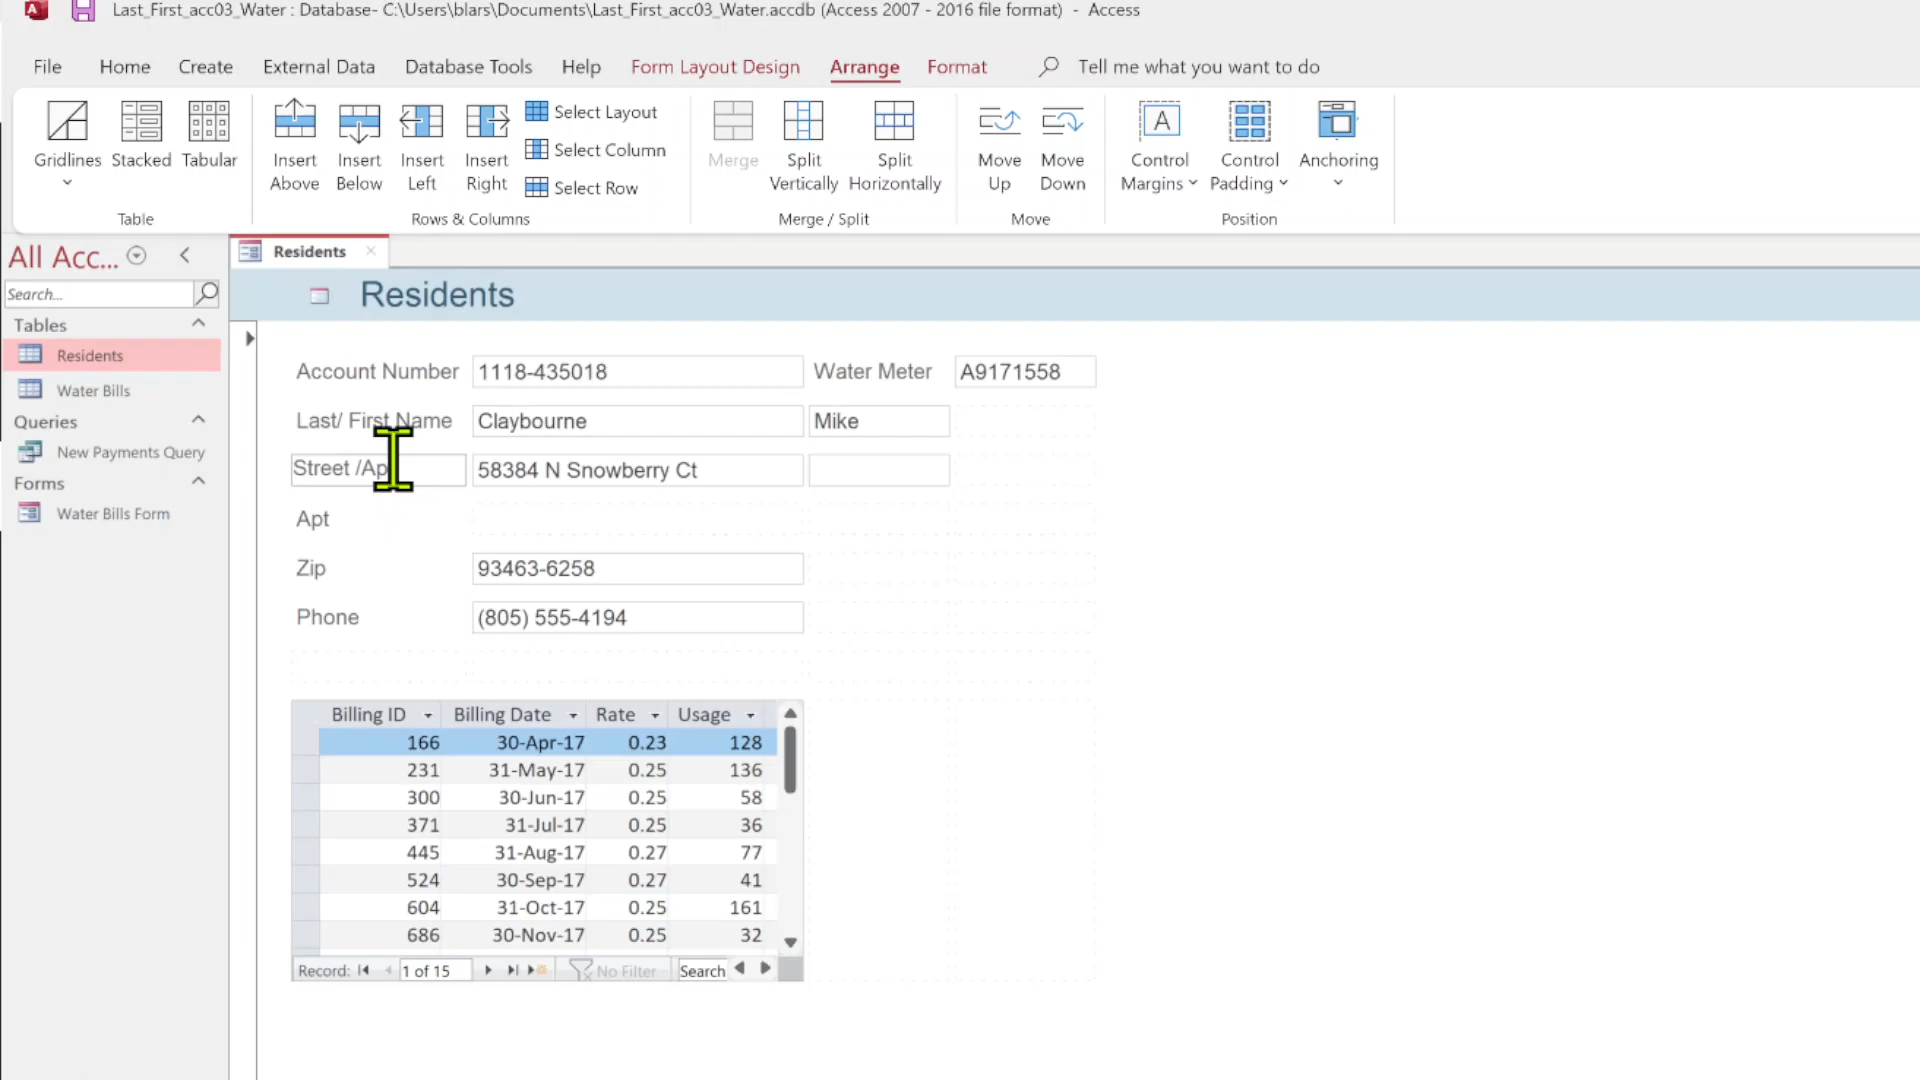 Last_First_acc03_Water : Database- C:\Users\blars\Documents\Last_First_acc03_Water.accdb (Access 2007 - 2016 file format) - Access
File Home Create External Data Database Tools Help Form Layout Design Arrange Format Tell me what you want to do
Gridlines Stacked Tabular
Insert Above Insert Below Insert Left Insert Right
Select Layout
Select Column
Select Row
Merge Split Vertically Split Horizontally
Move Up Move Down
Control Margins Control Padding Anchoring
Table Rows & Columns Merge / Split Move Position
All Acc...
Search...
Tables
Residents
Water Bills
Queries
New Payments Query
Forms
Water Bills Form
Residents
Residents
Account Number 1118-435018 Water Meter A9171558
Last/ First Name Claybourne Mike
Street /Ap 58384 N Snowberry Ct
Apt
Zip 93463-6258
Phone (805) 555-4194
Billing ID Billing Date Rate Usage
166 30-Apr-17 0.23 128
231 31-May-17 0.25 136
300 30-Jun-17 0.25 58
371 31-Jul-17 0.25 36
445 31-Aug-17 0.27 77
524 30-Sep-17 0.27 41
604 31-Oct-17 0.25 161
686 30-Nov-17 0.25 32
Record: 1 of 15 No Filter Search